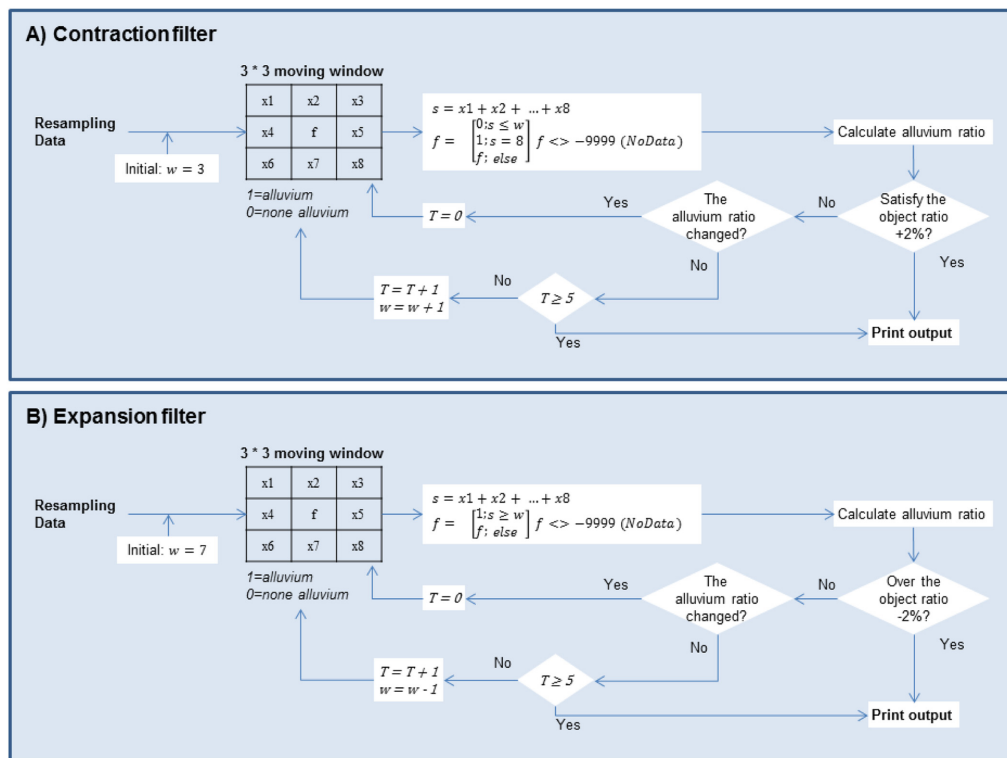 A) Contraction filter
3 * 3 moving window
Resampling
Data
Initial: w = 3
x1 x2 x3
x4 f x5
x6 x7 x8
1=alluvium
0=none alluvium
s = x1 + x2 + ...+ x8
f = [0; s ≤ w
1; s = 8
f; else] f <> −9999 (NoData)
Calculate alluvium ratio
Satisfy the
object ratio
+2%?
No
Yes
The
alluvium ratio
changed?
Yes
No
T = 0
T ≥ 5
No
Yes
T = T + 1
w = w + 1
Print output
B) Expansion filter
3 * 3 moving window
Resampling
Data
Initial: w = 7
x1 x2 x3
x4 f x5
x6 x7 x8
1=alluvium
0=none alluvium
s = x1 + x2 + ...+ x8
f = [1; s ≥ w
f; else] f <> −9999 (NoData)
Calculate alluvium ratio
Over the
object ratio
-2%?
No
Yes
The
alluvium ratio
changed?
Yes
No
T = 0
T ≥ 5
No
Yes
T = T + 1
w = w - 1
Print output